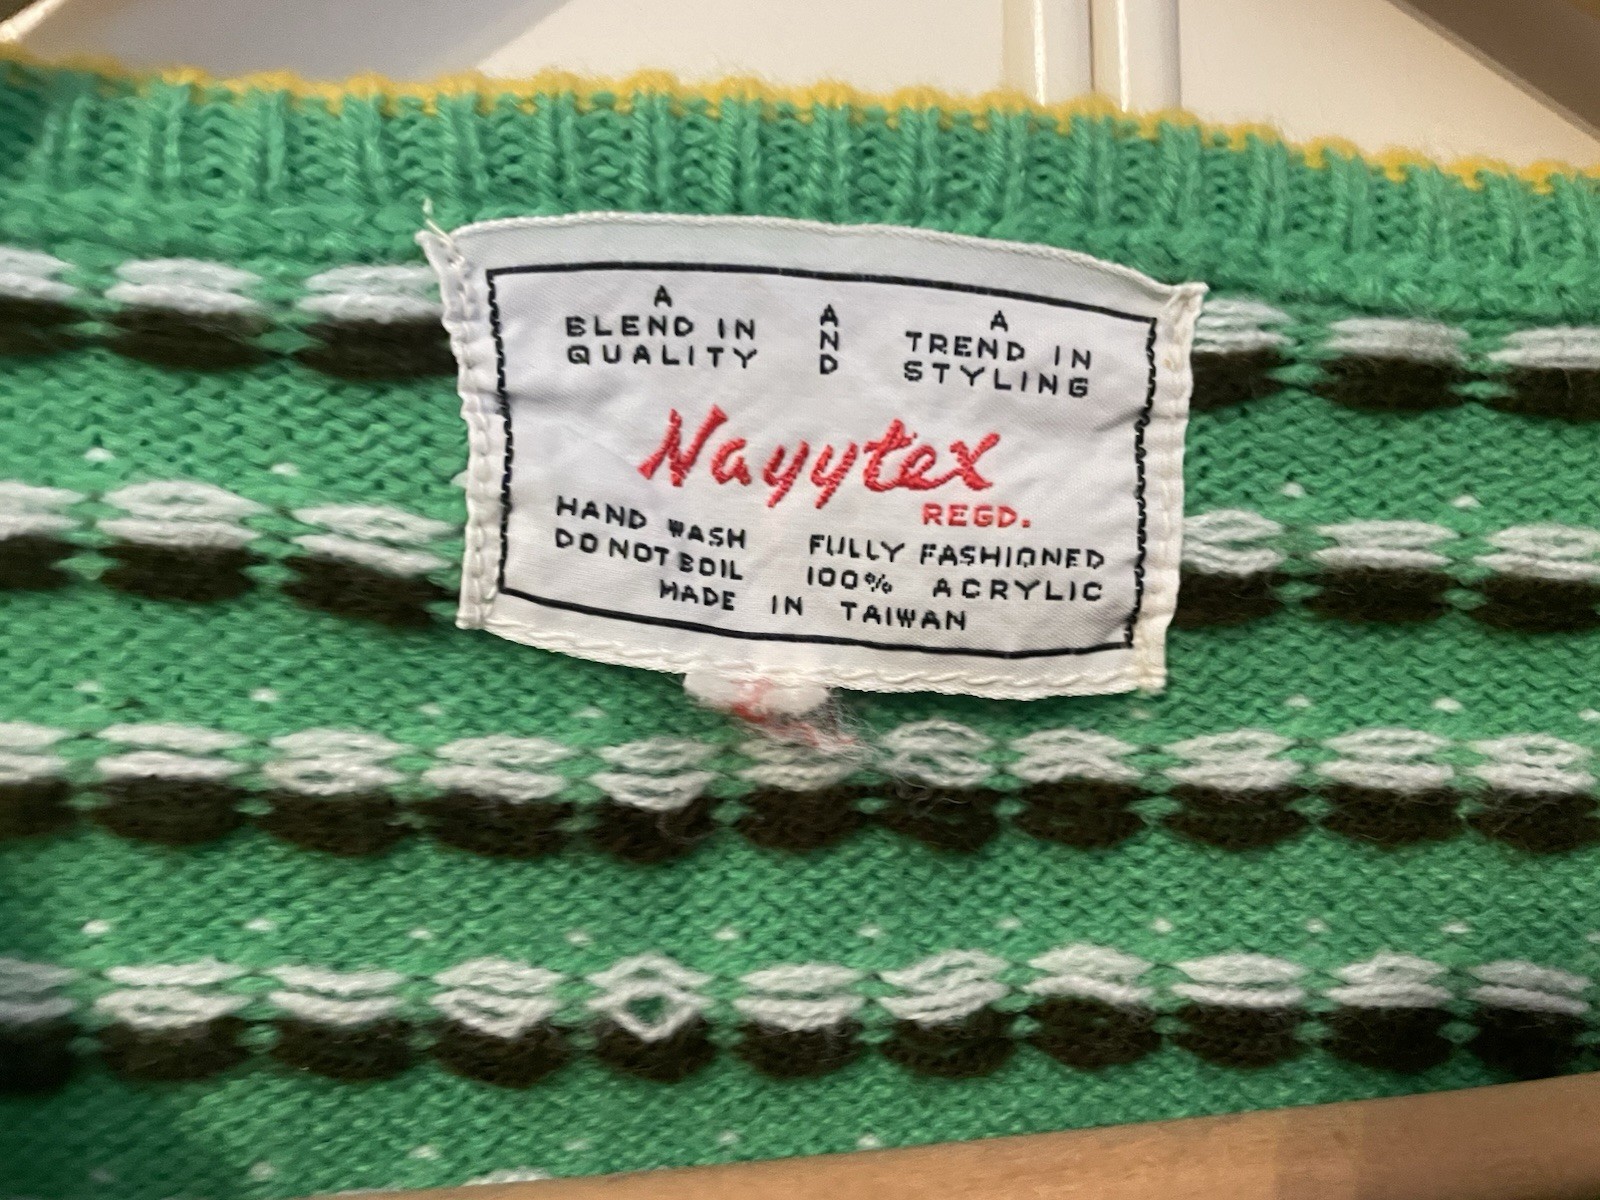 A
BLEND IN
QUALITY
AND
A
TREND IN
STYLING
Nayytex
REGD.
HAND WASH
DO NOT BOIL
FULLY FASHIONED
100% ACRYLIC
MADE IN TAIWAN